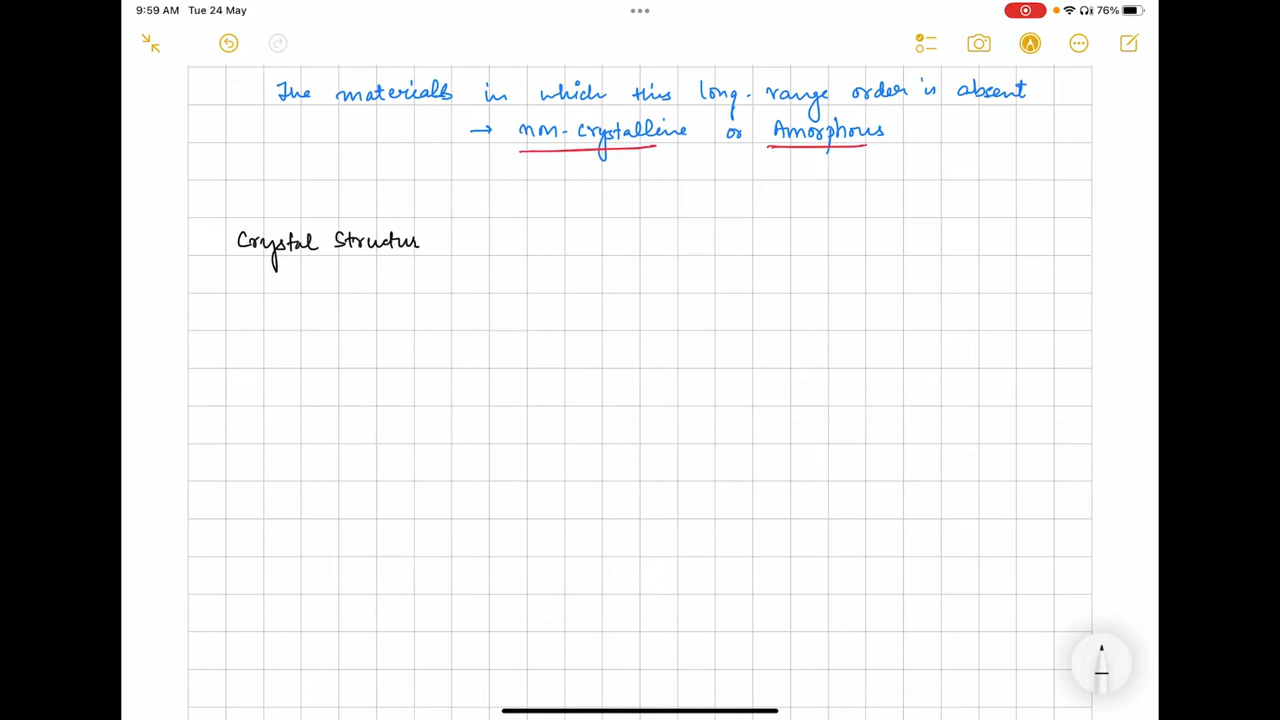 9:59 AM Tue 24 May
76%
The materials in which this long-range order is absent
→ non-crystalline or Amorphous
Crystal Structur